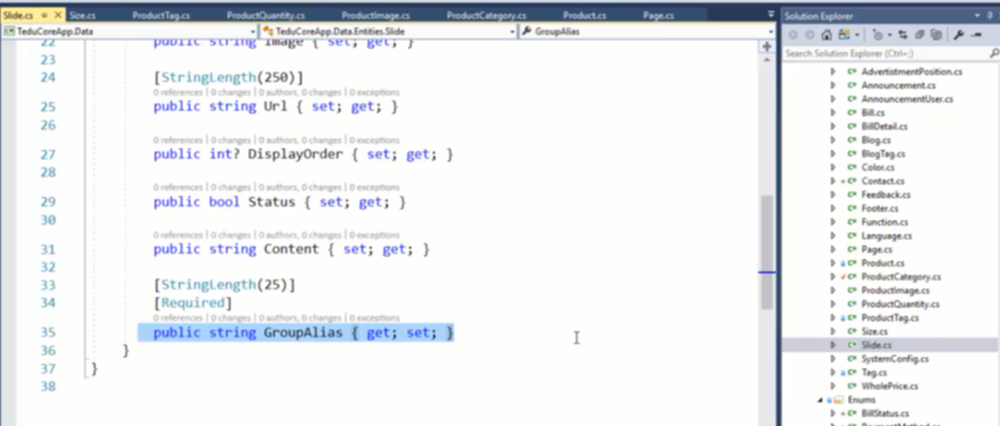 Slide.cs Size.cs ProductTag.cs ProductQuantity.cs ProductImage.cs ProductCategory.cs Product.cs Page.cs
TeduCoreApp.Data TeduCoreApp.Data.Entities.Slide GroupAlias
22 public string Image { set; get; }
23
24 [StringLength(250)]
0 references | 0 changes | 0 authors, 0 changes | 0 exceptions
25 public string Url { set; get; }
26
0 references | 0 changes | 0 authors, 0 changes | 0 exceptions
27 public int? DisplayOrder { set; get; }
28
0 references | 0 changes | 0 authors, 0 changes | 0 exceptions
29 public bool Status { set; get; }
30
0 references | 0 changes | 0 authors, 0 changes | 0 exceptions
31 public string Content { set; get; }
32
33 [StringLength(25)]
34 [Required]
0 references | 0 changes | 0 authors, 0 changes | 0 exceptions
35 public string GroupAlias { get; set; }
36 }
37 }
38
Solution Explorer
Search Solution Explorer (Ctrl+;)
C# AdvertistmentPosition.cs
C# Announcement.cs
C# AnnouncementUser.cs
C# Bill.cs
C# BillDetail.cs
C# Blog.cs
C# BlogTag.cs
C# Color.cs
+ C# Contact.cs
C# Feedback.cs
C# Footer.cs
C# Function.cs
C# Language.cs
C# Page.cs
C# Product.cs
C# ProductCategory.cs
C# ProductImage.cs
C# ProductQuantity.cs
C# ProductTag.cs
C# Size.cs
C# Slide.cs
C# SystemConfig.cs
C# Tag.cs
C# WholePrice.cs
Enums
+ C# BillStatus.cs
PaymentMethod.cs